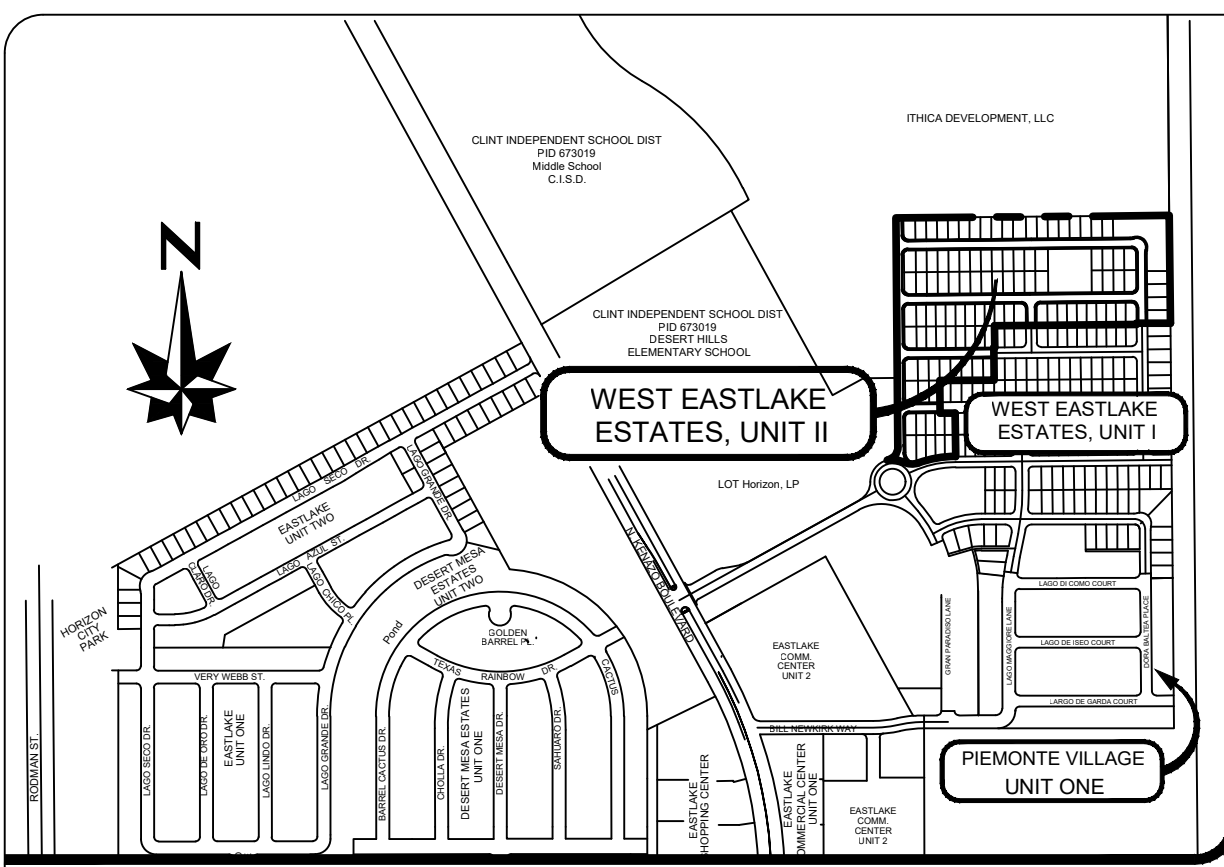 ITHICA DEVELOPMENT, LLC
CLINT INDEPENDENT SCHOOL DIST
PID 673019
Middle School
C.I.S.D.
N
CLINT INDEPENDENT SCHOOL DIST
PID 673019
DESERT HILLS
ELEMENTARY SCHOOL
WEST EASTLAKE
ESTATES, UNIT II
WEST EASTLAKE
ESTATES, UNIT I
LOT Horizon, LP
LAGO SECO DR.
LAGO GRANDE DR.
EASTLAKE
UNIT TWO
LAGO AZUL ST.
LAGO
CLARO DR.
LAGO CHICO PL.
DESERT MESA
ESTATES
UNIT TWO
N. KENAZO BOULEVARD
HORIZON
CITY
PARK
Pond
GOLDEN
BARREL PL.
TEXAS
RAINBOW
DR.
CACTUS
VERY WEBB ST.
LAGO DI COMO COURT
LAGO DE ISEO COURT
LARGO DE GARDA COURT
GRAN PARADISO LANE
LAGO MAGGIORE LANE
DORA BALTEA PLACE
EASTLAKE
COMM.
CENTER
UNIT 2
BILL NEWKIRK WAY
RODMAN ST.
LAGO SECO DR.
LAGO DE ORO DR.
EASTLAKE
UNIT ONE
LAGO LINDO DR.
LAGO GRANDE DR.
BARREL CACTUS DR.
CHOLLA DR.
DESERT MESA ESTATES
UNIT ONE
DESERT MESA DR.
SAHUARO DR.
EASTLAKE
HOPPING CENTER
EASTLAKE
OMMERCIAL CENTER
UNIT ONE
EASTLAKE
COMM.
CENTER
UNIT 2
PIEMONTE VILLAGE
UNIT ONE